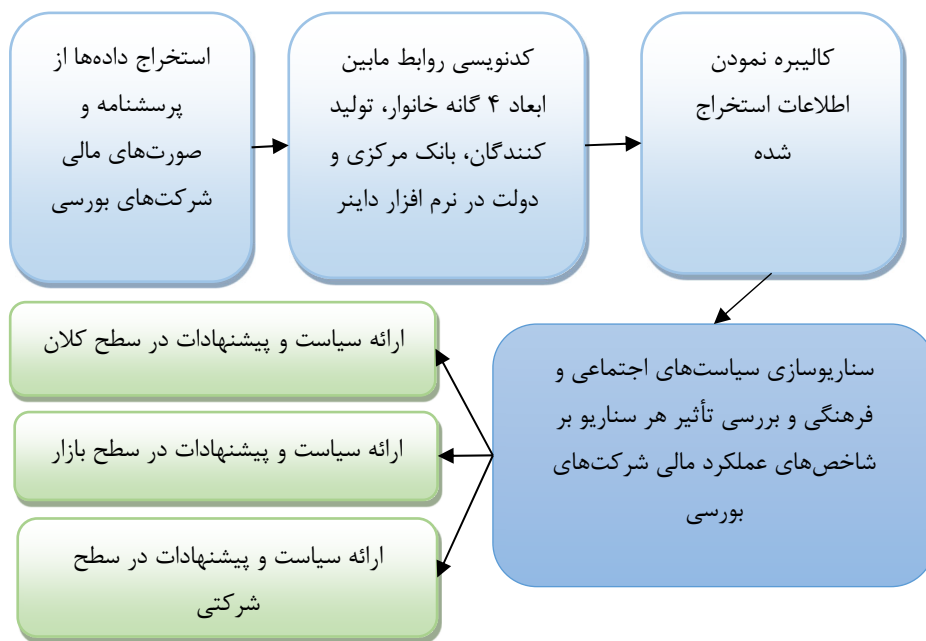 استخراج داده‌ها از
پرسشنامه و
صورت‌های مالی
شرکت‌های بورسی
کدنویسی روابط مابین
ابعاد ۴ گانه خانوار، تولید
کنندگان، بانک مرکزی و
دولت در نرم افزار داینر
کالیبره نمودن
اطلاعات استخراج
شده
سناریوسازی سیاست‌های اجتماعی و
فرهنگی و بررسی تأثیر هر سناریو بر
شاخص‌های عملکرد مالی شرکت‌های
بورسی
ارائه سیاست و پیشنهادات در سطح کلان
ارائه سیاست و پیشنهادات در سطح بازار
ارائه سیاست و پیشنهادات در سطح
شرکتی